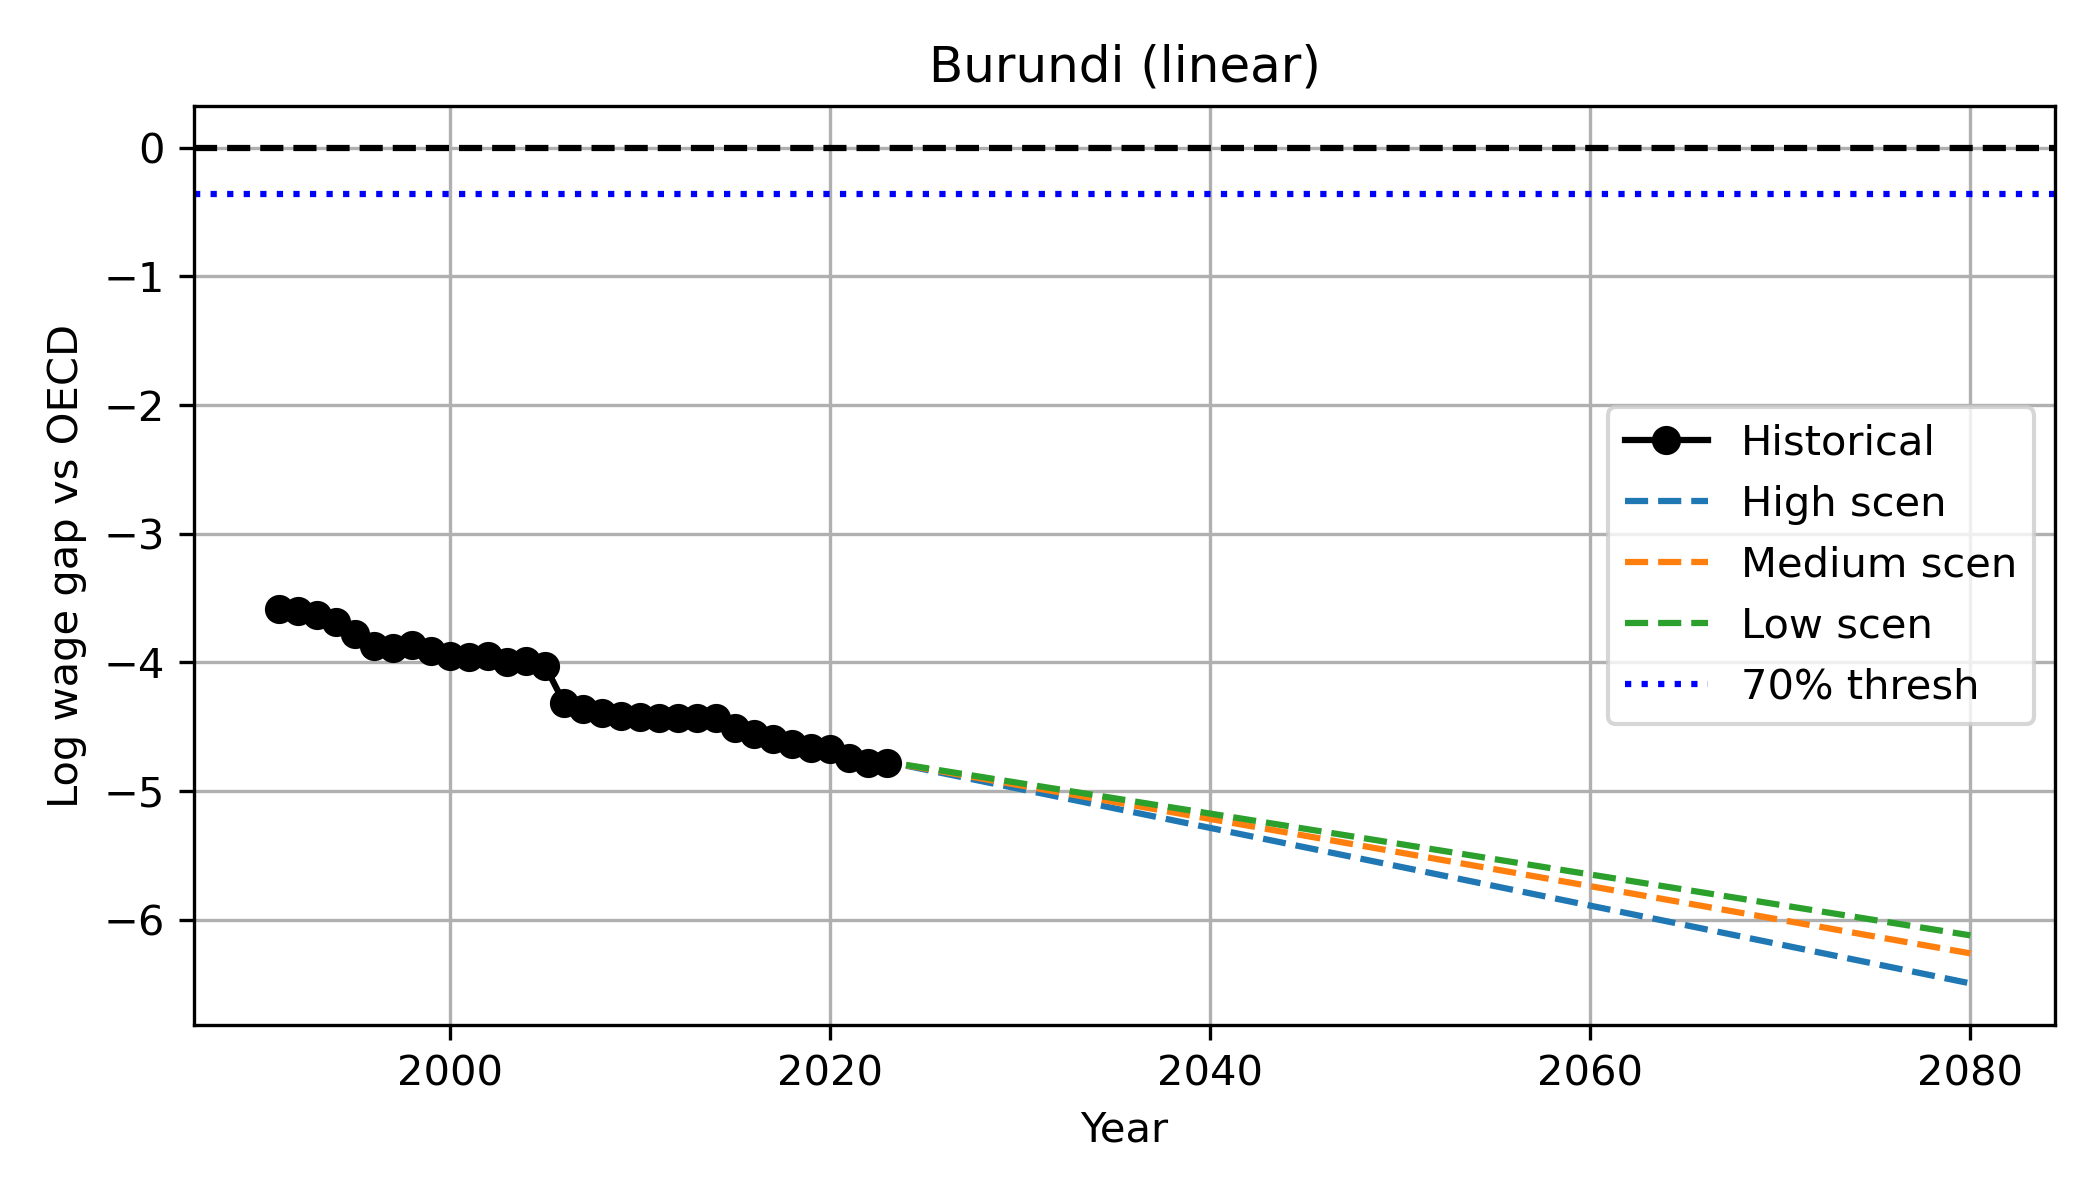 Burundi (linear)
Log wage gap vs OECD
0
−1
−2
−3
−4
−5
−6
Historical
High scen
Medium scen
Low scen
70% thresh
2000 2020 2040 2060 2080
Year